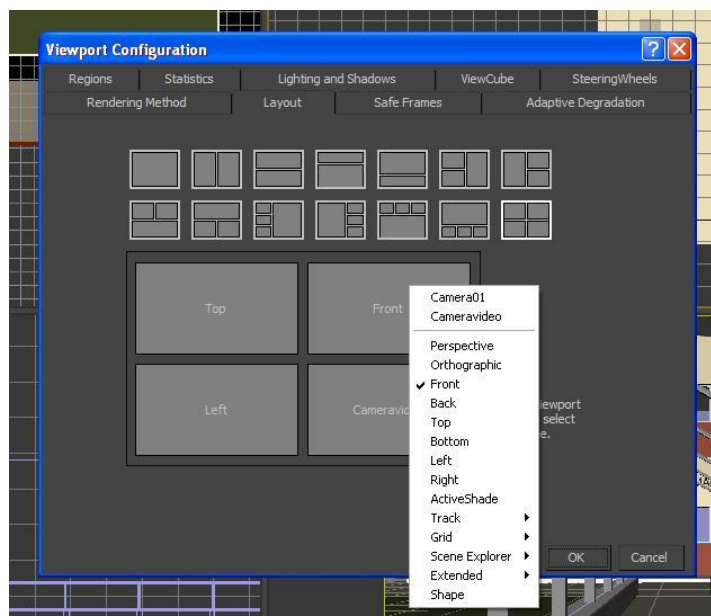 Viewport Configuration
Regions Statistics Lighting and Shadows ViewCube SteeringWheels
Rendering Method Layout Safe Frames Adaptive Degradation
Top Front
Left Cameravid
Camera01
Cameravideo
Perspective
Orthographic
Front
Back
Top
Bottom
Left
Right
ActiveShade
Track
Grid
Scene Explorer
Extended
Shape
iewport
select
e.
OK Cancel